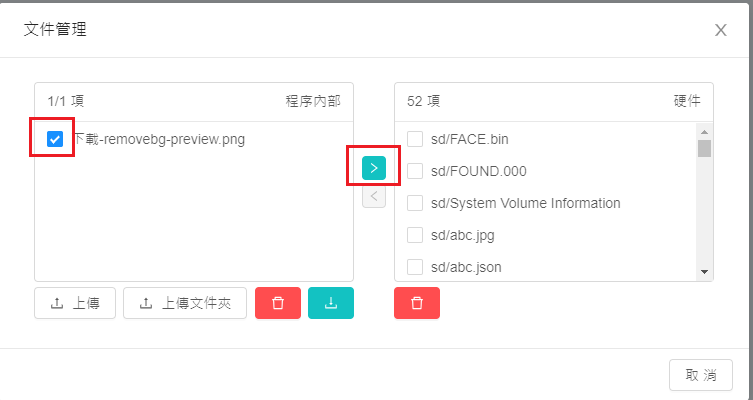 文件管理
1/1 項 程序內部
下載-removebg-preview.png
52 項 硬件
sd/FACE.bin
sd/FOUND.000
sd/System Volume Information
sd/abc.jpg
sd/abc.json
上傳 上傳文件夾
取 消